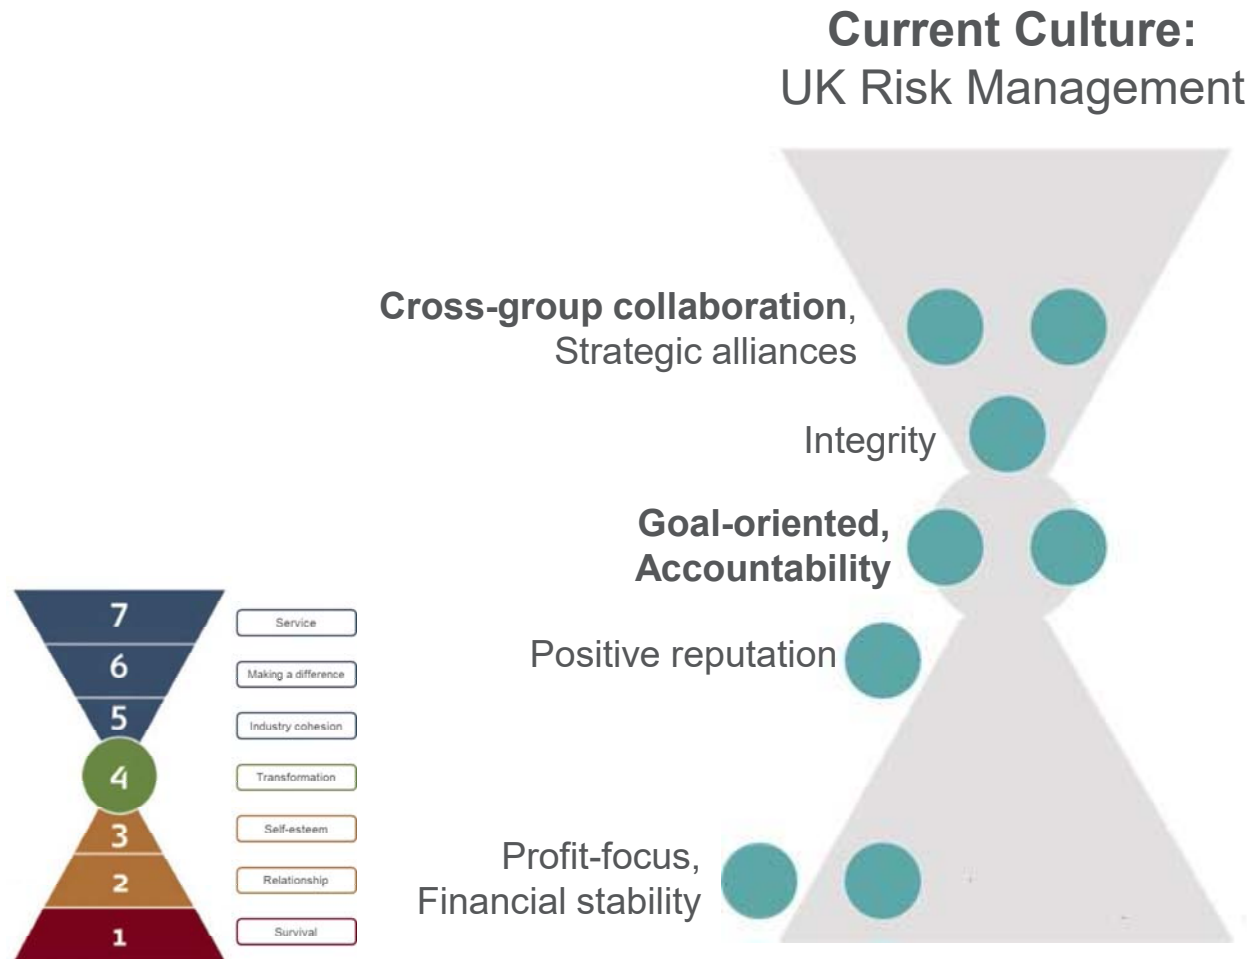 Current Culture:
UK Risk Management
Cross-group collaboration,
Strategic alliances
Integrity
Goal-oriented,
Accountability
Positive reputation
Profit-focus,
Financial stability
7
Service
6
Making a difference
5
Industry cohesion
4
Transformation
3
Self-esteem
2
Relationship
1
Survival